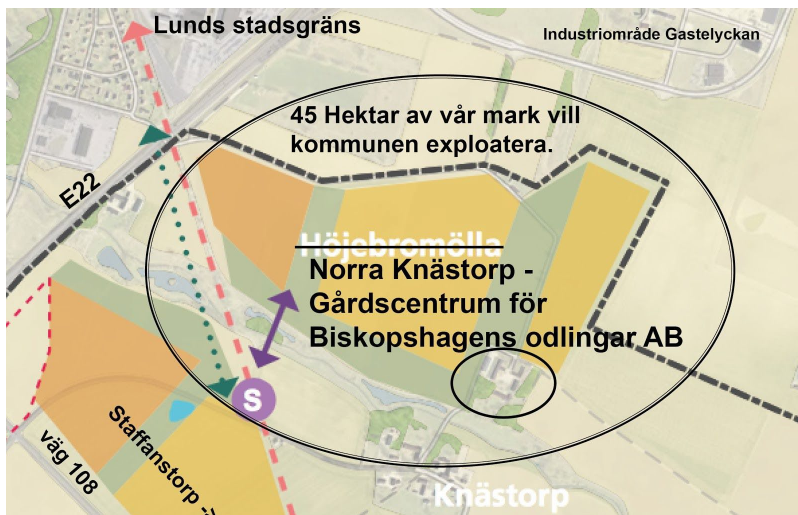 Lunds stadsgräns
Industriområde Gastelyckan
45 Hektar av vår mark vill
kommunen exploatera.
E22
Höjebromölla
Norra Knästorp -
Gårdscentrum för
Biskopshagens odlingar AB
S
Staffanstorp ->
väg 108
Knästorp